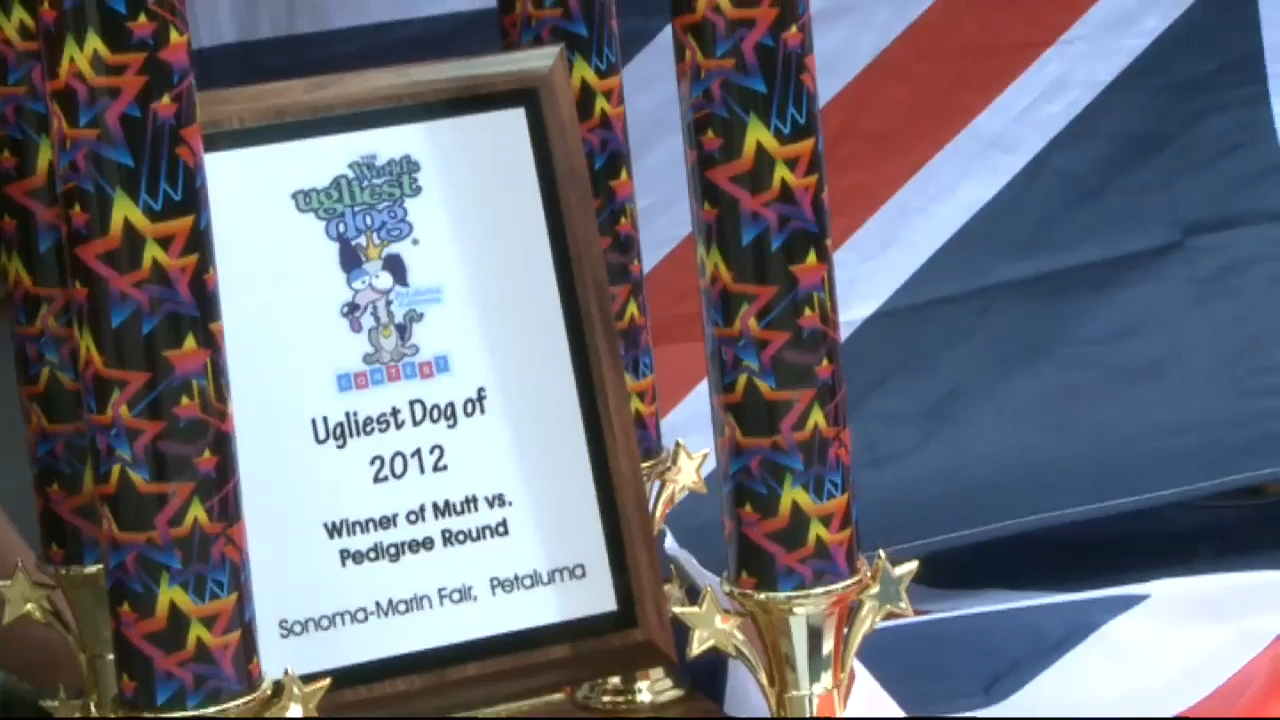 THE
World's
ugliest
dog
Petaluma
CONTEST
Ugliest Dog of
2012
Winner of Mutt vs.
Pedigree Round
Sonoma-Marin Fair, Petaluma